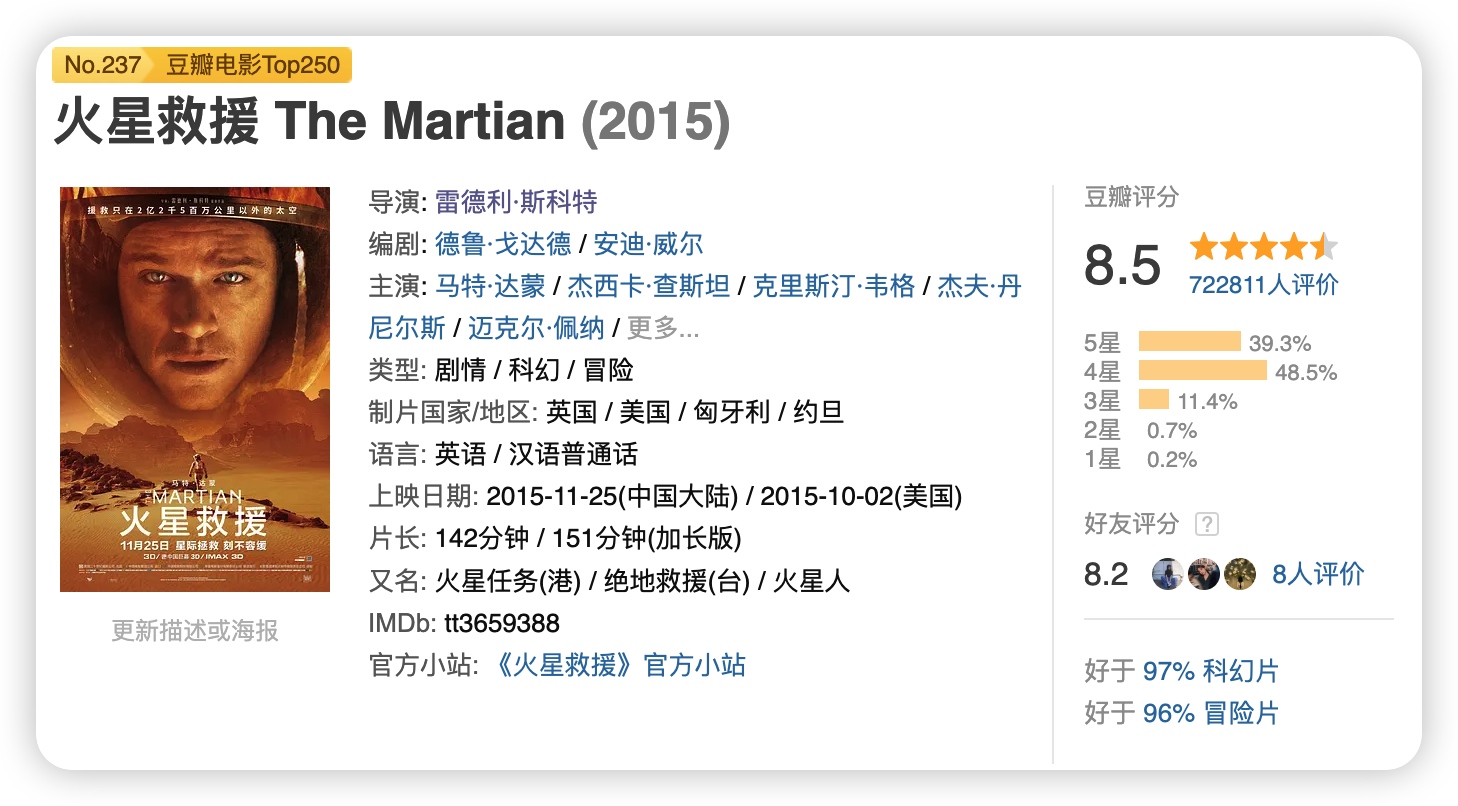 No.237 豆瓣电影Top250
火星救援 The Martian (2015)
援救只在2亿2千5百万公里以外的太空
马特·达蒙
THE MARTIAN
火星救援
11月25日 星际拯救 刻不容缓
更新描述或海报
导演: 雷德利·斯科特
编剧: 德鲁·戈达德 / 安迪·威尔
主演: 马特·达蒙 / 杰西卡·查斯坦 / 克里斯汀·韦格 / 杰夫·丹
尼尔斯 / 迈克尔·佩纳 / 更多...
类型: 剧情 / 科幻 / 冒险
制片国家/地区: 英国 / 美国 / 匈牙利 / 约旦
语言: 英语 / 汉语普通话
上映日期: 2015-11-25(中国大陆) / 2015-10-02(美国)
片长: 142分钟 / 151分钟(加长版)
又名: 火星任务(港) / 绝地救援(台) / 火星人
IMDb: tt3659388
官方小站: 《火星救援》官方小站
豆瓣评分
8.5
722811人评价
5星 39.3%
4星 48.5%
3星 11.4%
2星 0.7%
1星 0.2%
好友评分 ?
8.2 8人评价
好于 97% 科幻片
好于 96% 冒险片